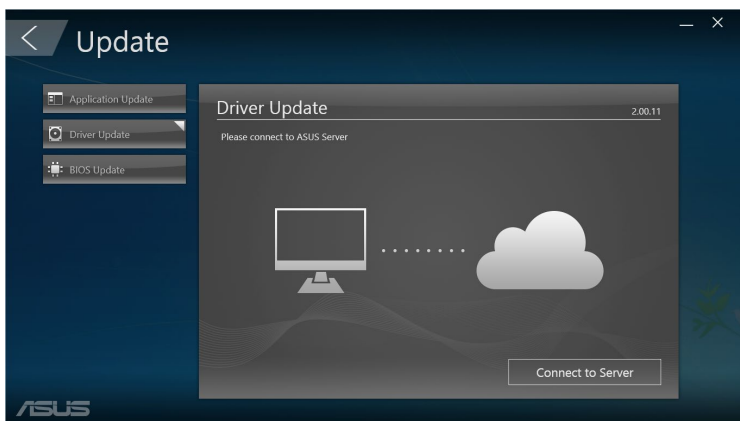 Update
Application Update
Driver Update
BIOS Update
Driver Update
2.00.11
Please connect to ASUS Server
Connect to Server
ASUS